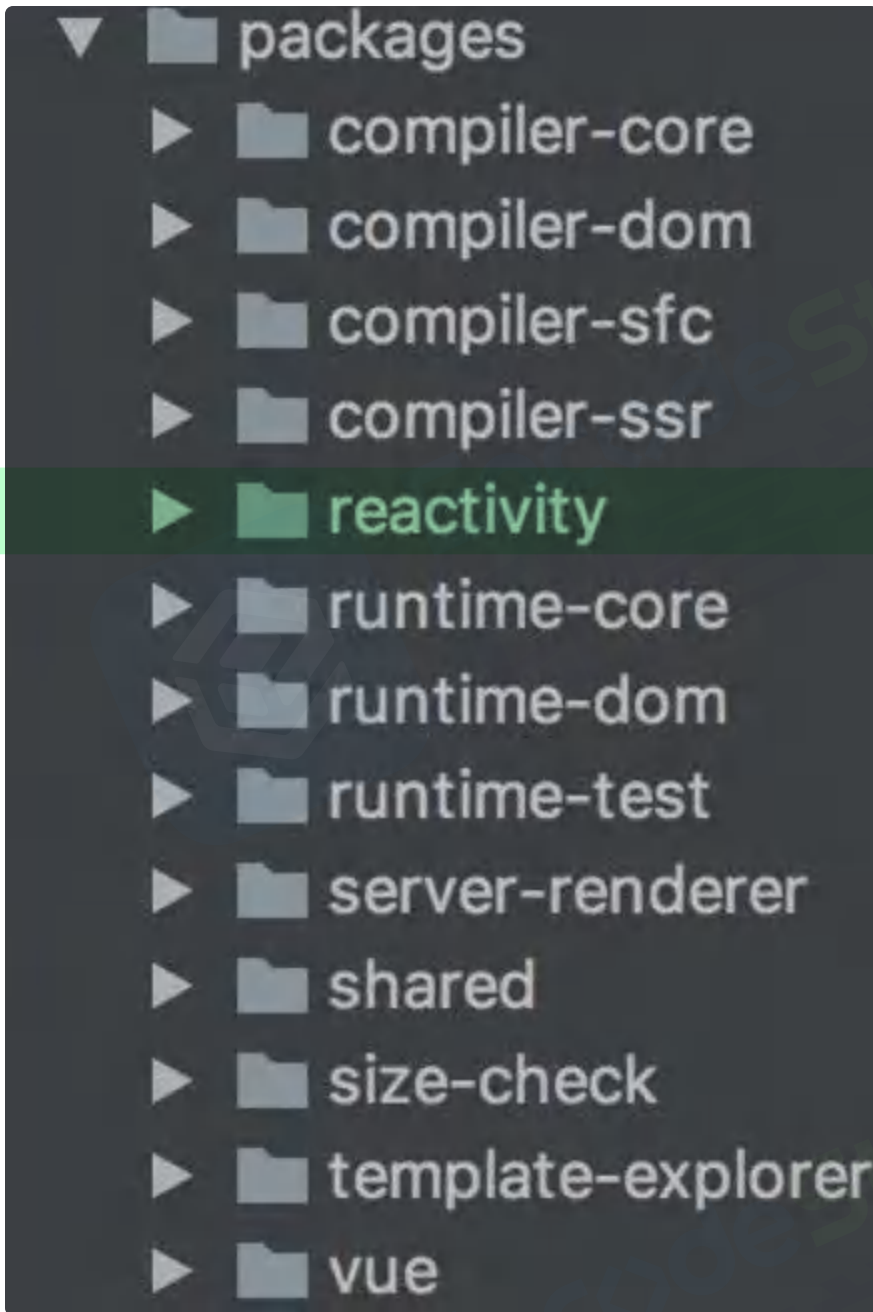 packages
compiler-core
compiler-dom
compiler-sfc
compiler-ssr
reactivity
runtime-core
runtime-dom
runtime-test
server-renderer
shared
size-check
template-explorer
vue